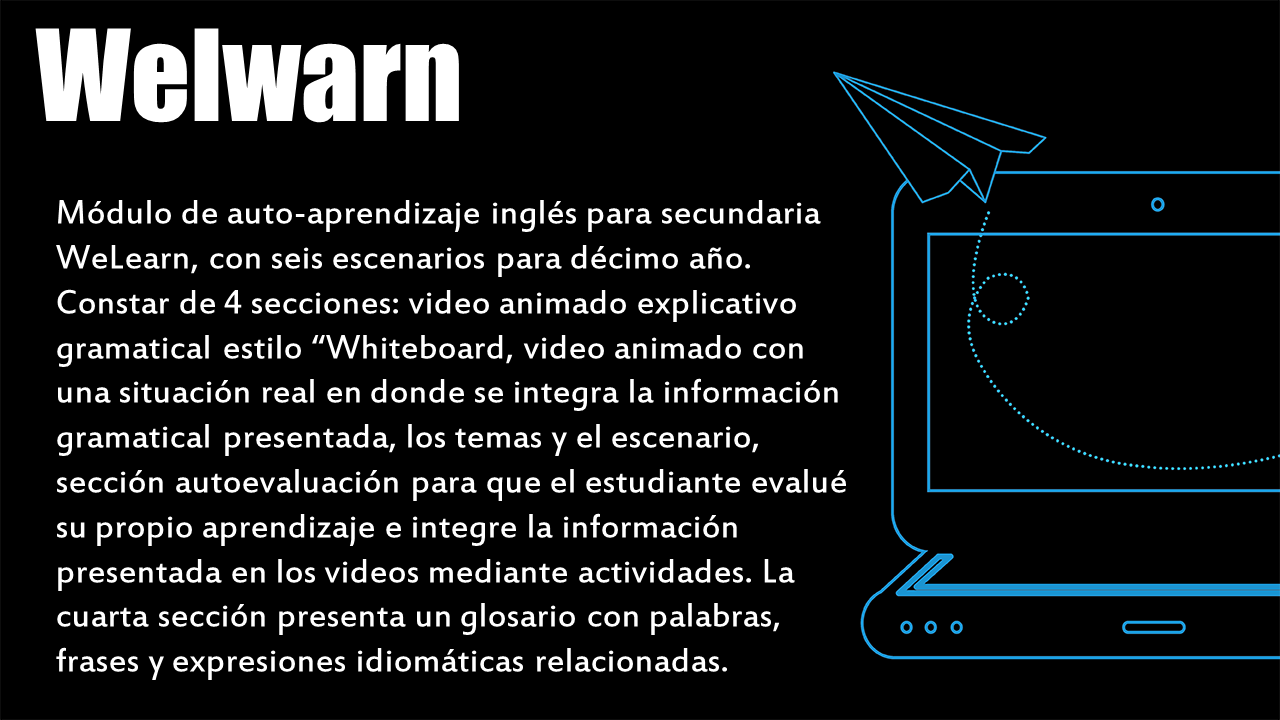 Welwarn
Módulo de auto-aprendizaje inglés para secundaria
WeLearn, con seis escenarios para décimo año.
Constar de 4 secciones: video animado explicativo
gramatical estilo “Whiteboard, video animado con
una situación real en donde se integra la información
gramatical presentada, los temas y el escenario,
sección autoevaluación para que el estudiante evalué
su propio aprendizaje e integre la información
presentada en los videos mediante actividades. La
cuarta sección presenta un glosario con palabras,
frases y expresiones idiomáticas relacionadas.